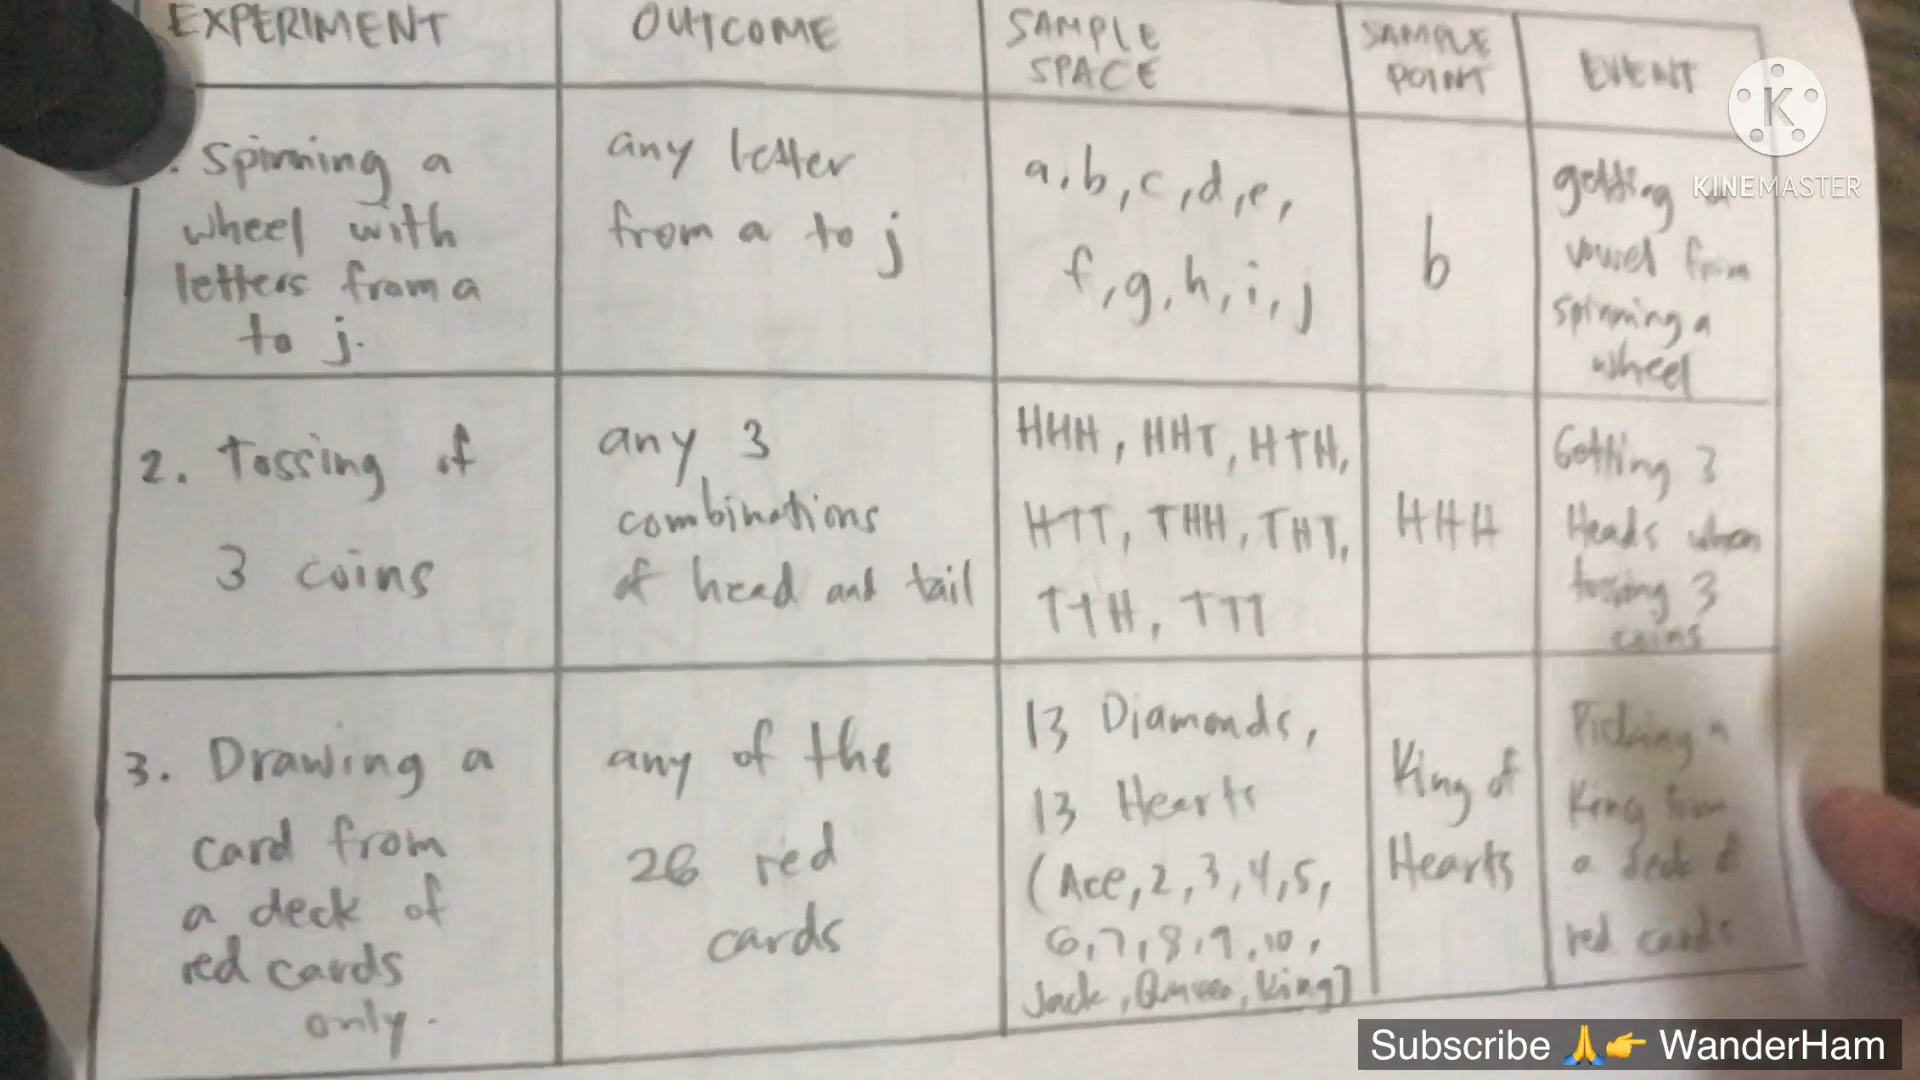 EXPERIMENT
OUTCOME
SAMPLE
SPACE
SAMPLE
POINT
EVENT
. Spinning a
wheel with
letters from a
to j.
any letter
from a to j
a, b, c, d, e,
f, g, h, i, j
b
getting
vowel from
spinning a
wheel
2. Tossing of
3 coins
any 3
combinations
of head and tail
HHH, HHT, HTH,
HTT, THH, THT,
TTH, TTT
HHH
Getting 3
Heads when
tossing 3
coins
3. Drawing a
card from
a deck of
red cards
only.
any of the
26 red
cards
13 Diamonds,
13 Hearts
(Ace, 2, 3, 4, 5,
6, 7, 8, 9, 10,
Jack, Queen, King)
King of
Hearts
Picking a
King from
a deck of
red cards
K
KINEMASTER
Subscribe 🙏👉 WanderHam